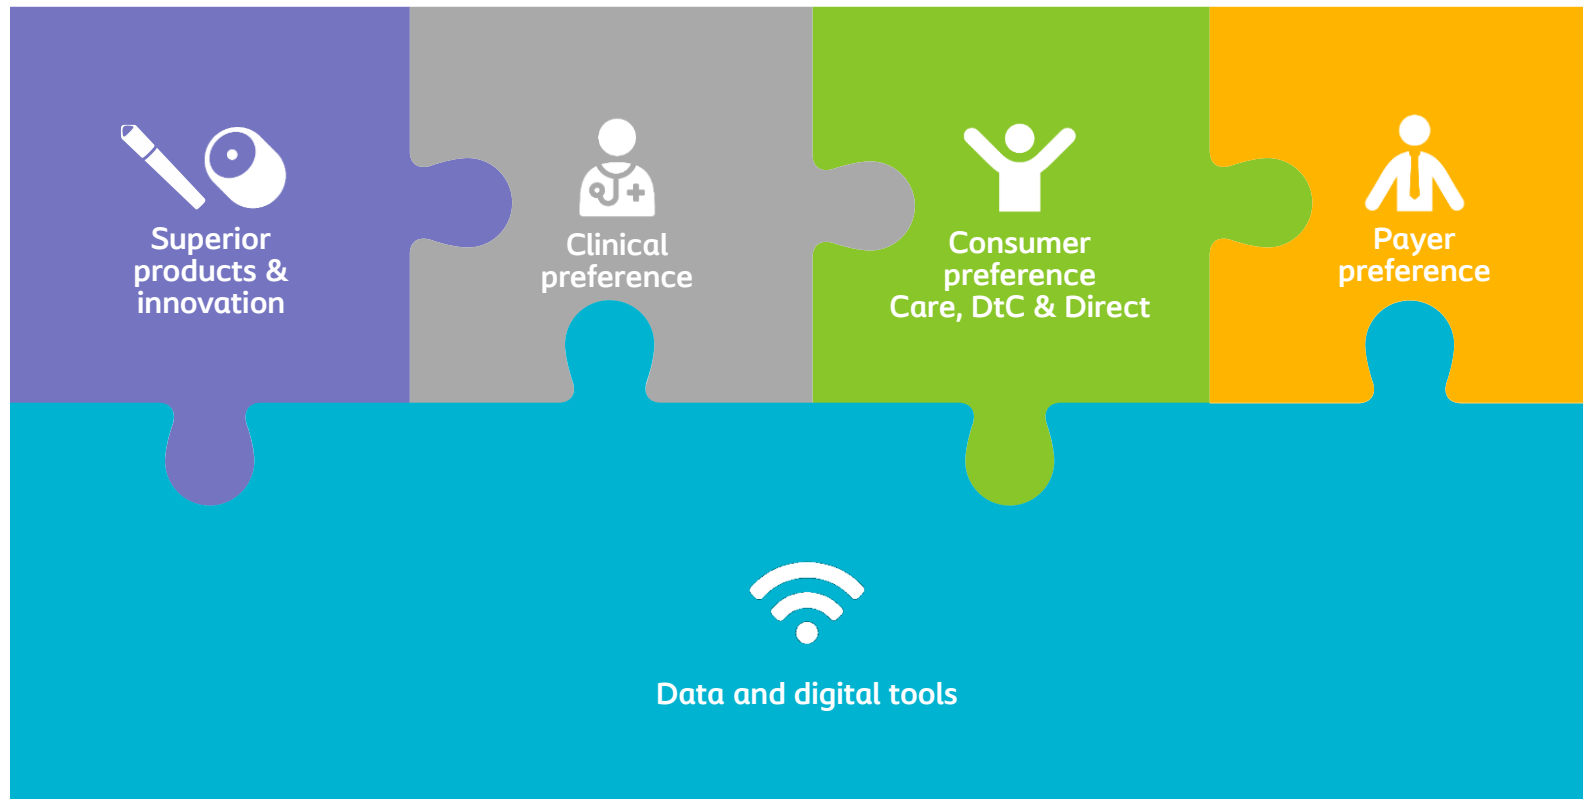 Superior
products &
innovation
Clinical
preference
Consumer
preference
Care, DtC & Direct
Payer
preference
Data and digital tools